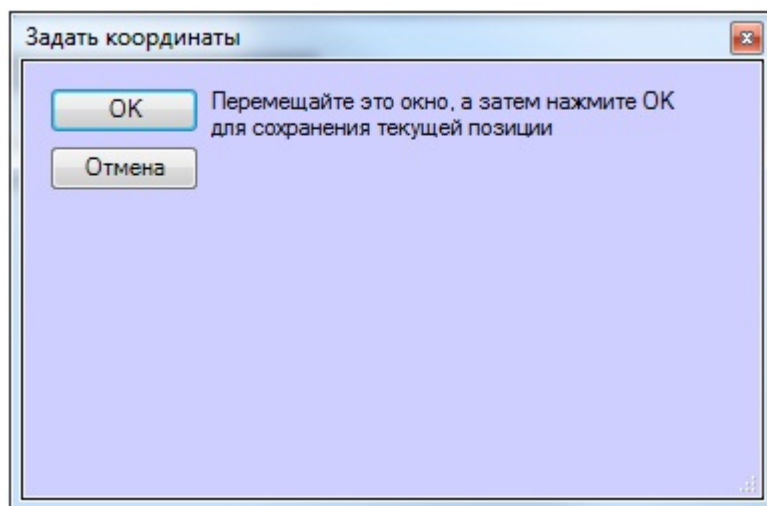 Задать координаты
OK
Перемещайте это окно, а затем нажмите OK
для сохранения текущей позиции
Отмена